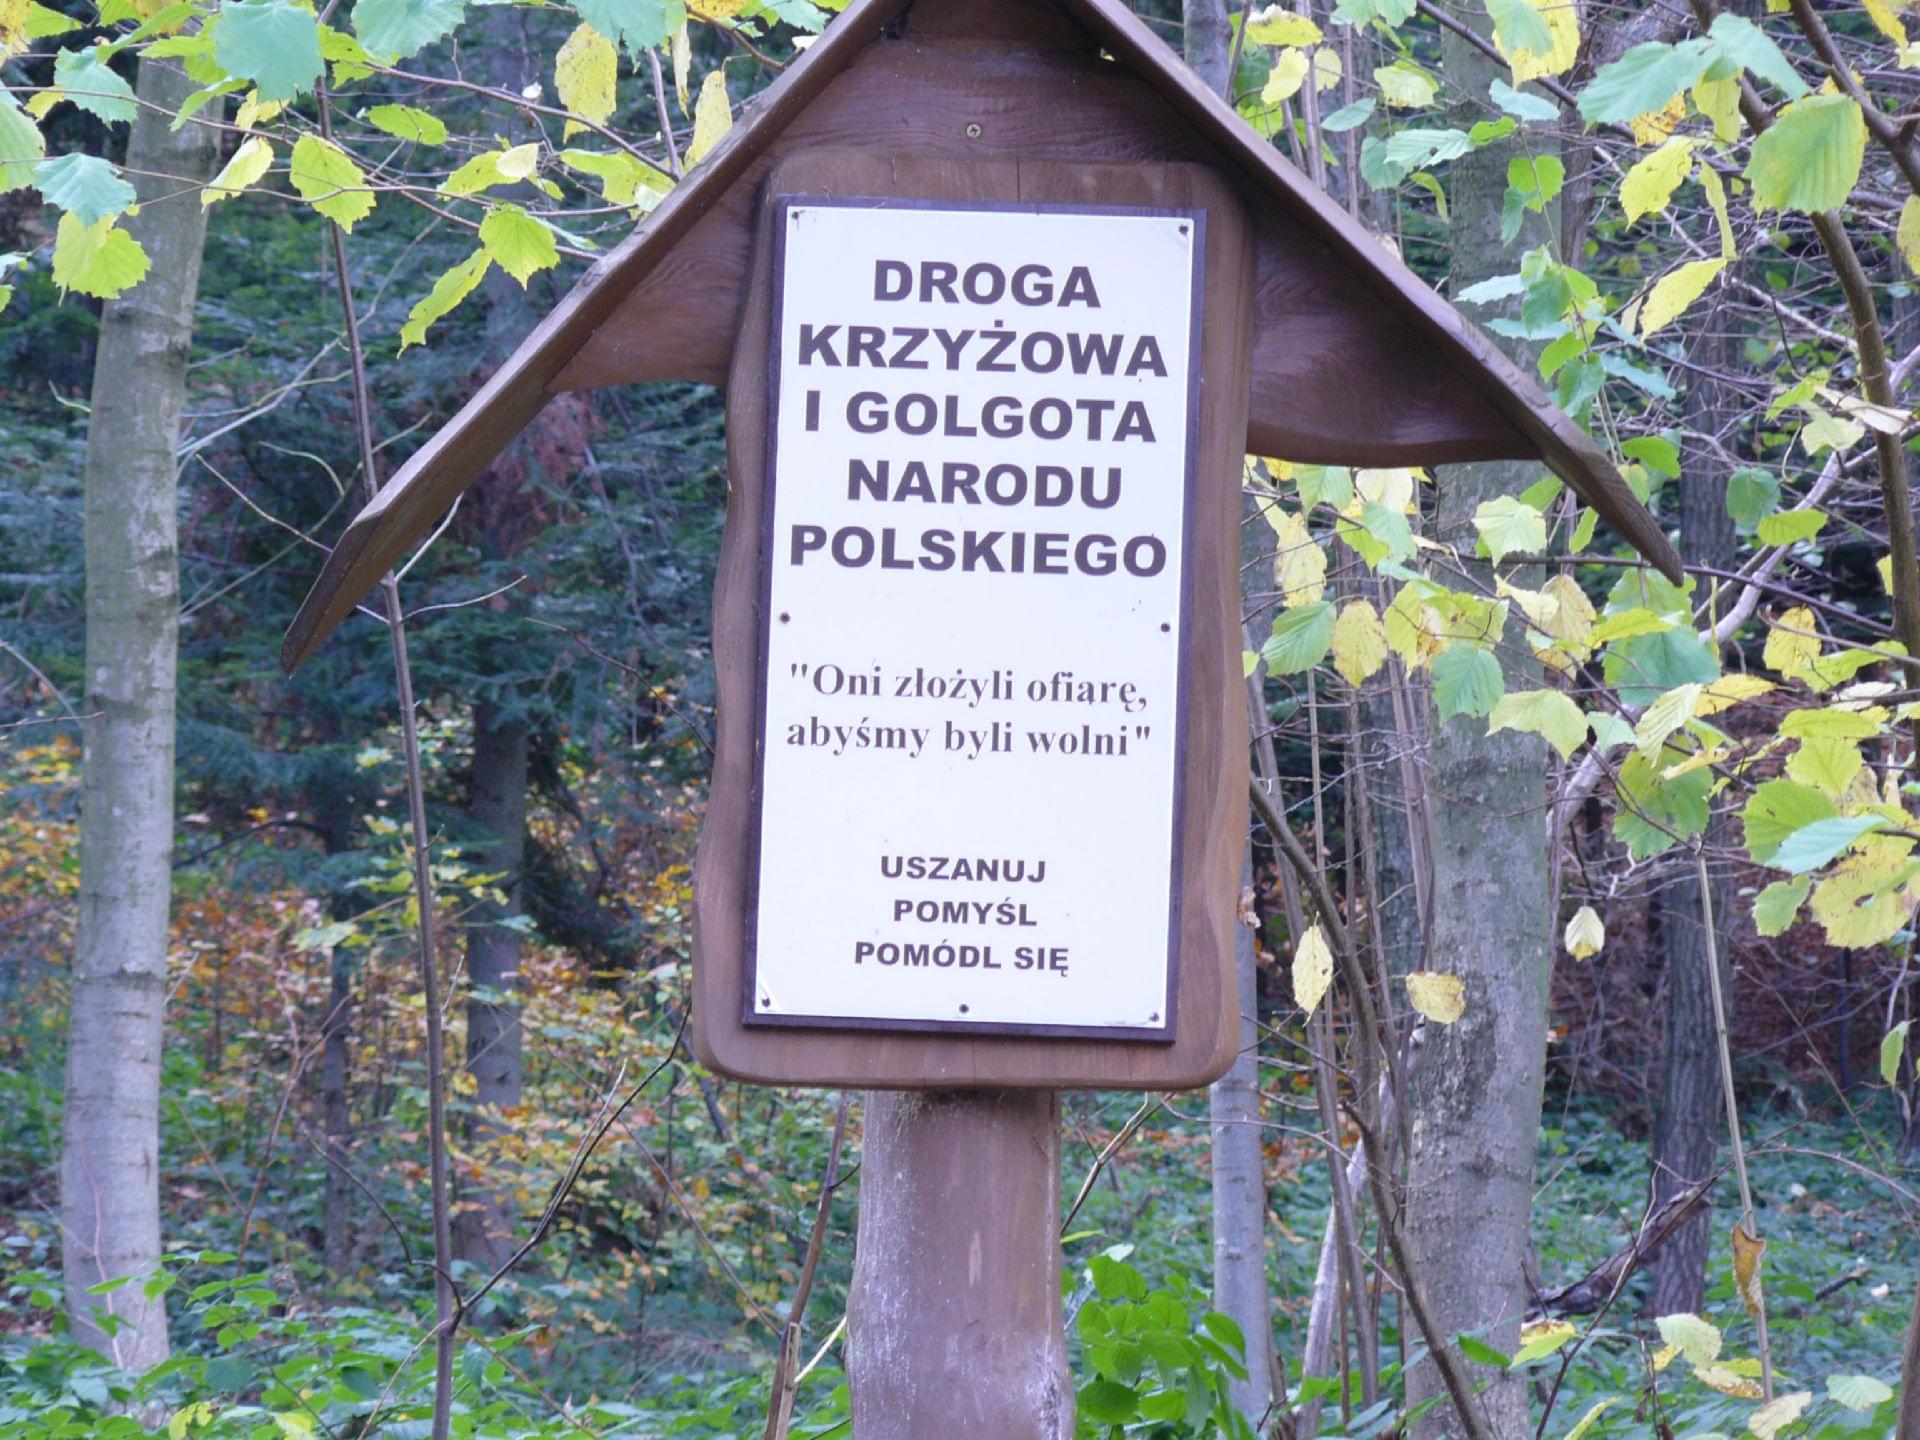 DROGA
KRZYŻOWA
I GOLGOTA
NARODU
POLSKIEGO
"Oni złożyli ofiarę,
abyśmy byli wolni"
USZANUJ
POMYŚL
POMÓDL SIĘ